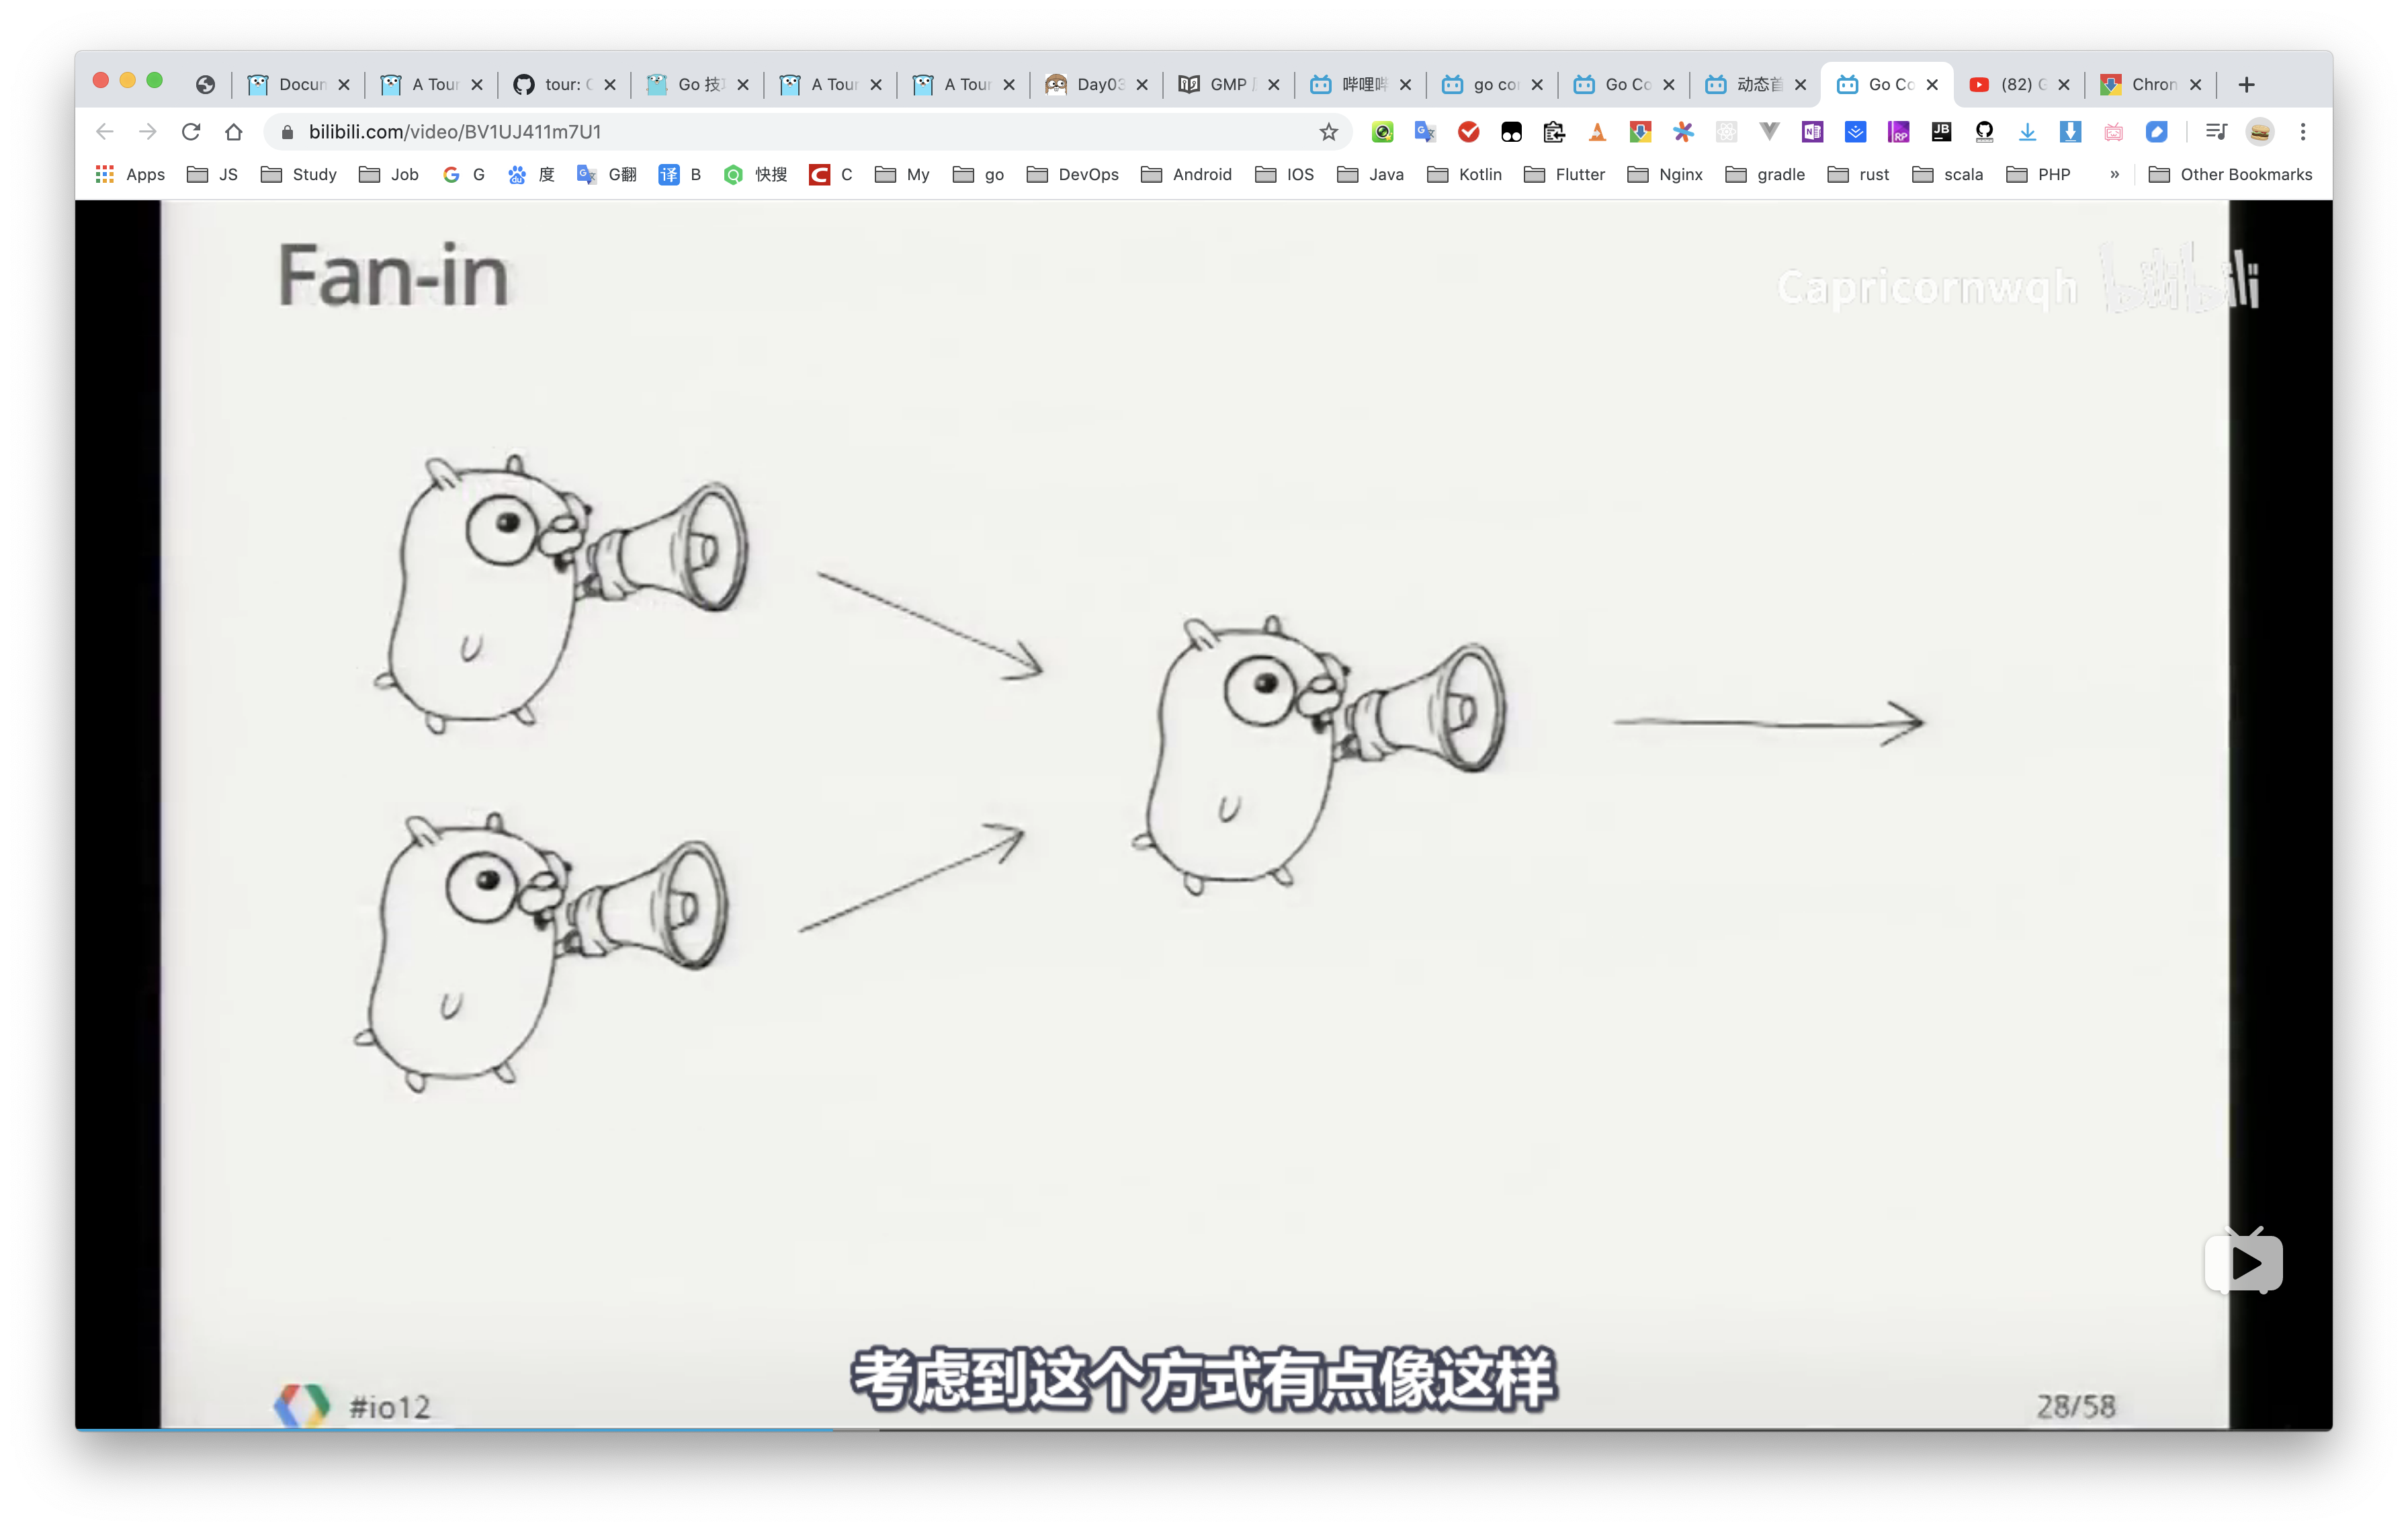 Docun
A Tour
tour: C
Go 技
A Tour
A Tour
Day03
GMP
哔哩哔
go co
Go Co
动态首
Go Co
(82) G
Chron
bilibili.com/video/BV1UJ411m7U1
Apps JS Study Job G 度 G翻 B 快搜 C My go DevOps Android IOS Java Kotlin Flutter Nginx gradle rust scala PHP » Other Bookmarks
Fan-in
Capricornwqh bilibili
考虑到这个方式有点像这样
#io12
28/58